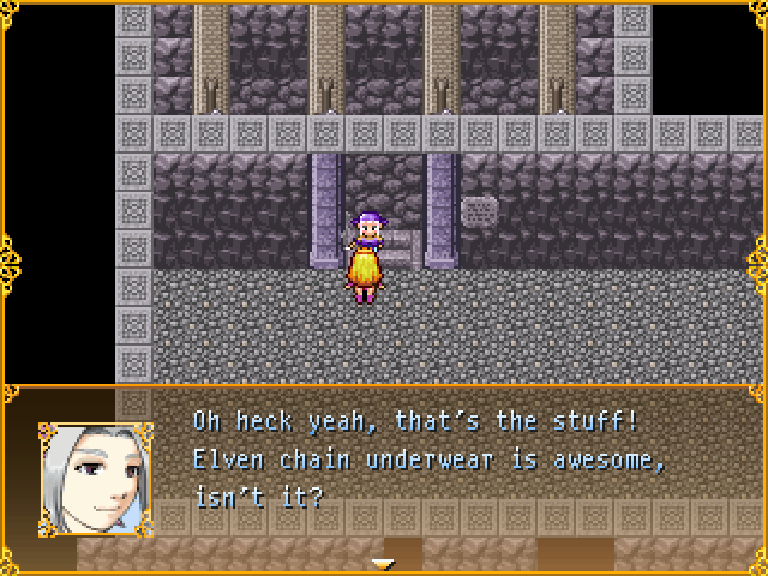 Oh heck yeah, that's the stuff!
Elven chain underwear is awesome,
isn't it?